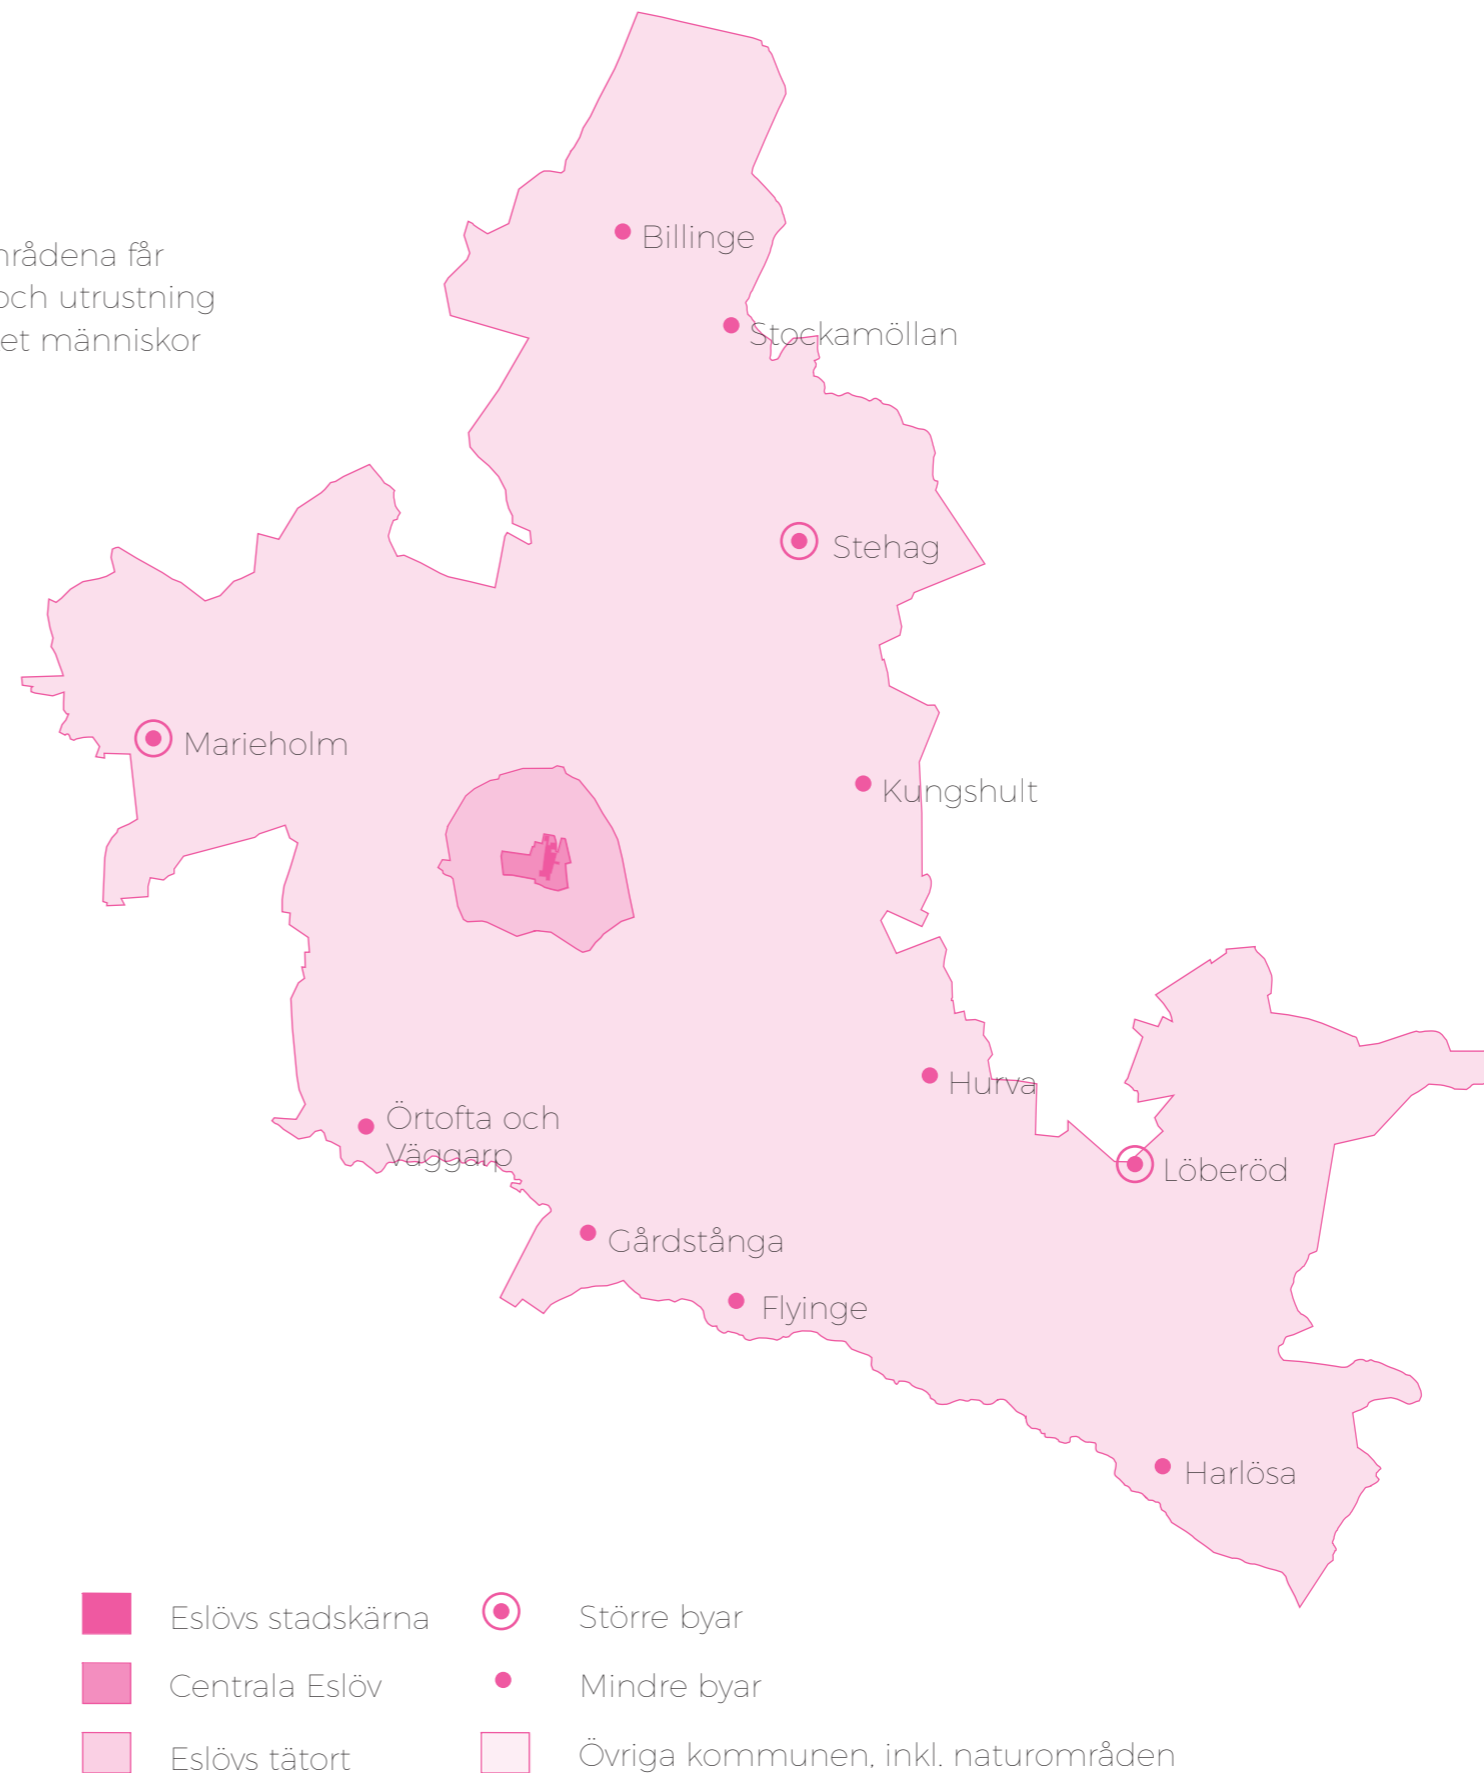 Billinge
och utrustning
et människor
får
Stockamöllan
Stehag
Marieholm
Kungshult
Hurva
Örtofta och
Väggarp
Löberöd
Gårdstånga
Flyinge
Harlösa
Eslövs stadskärna
Större byar
Centrala Eslöv
Mindre byar
Eslövs tätort
Övriga kommunen, inkl. naturområden